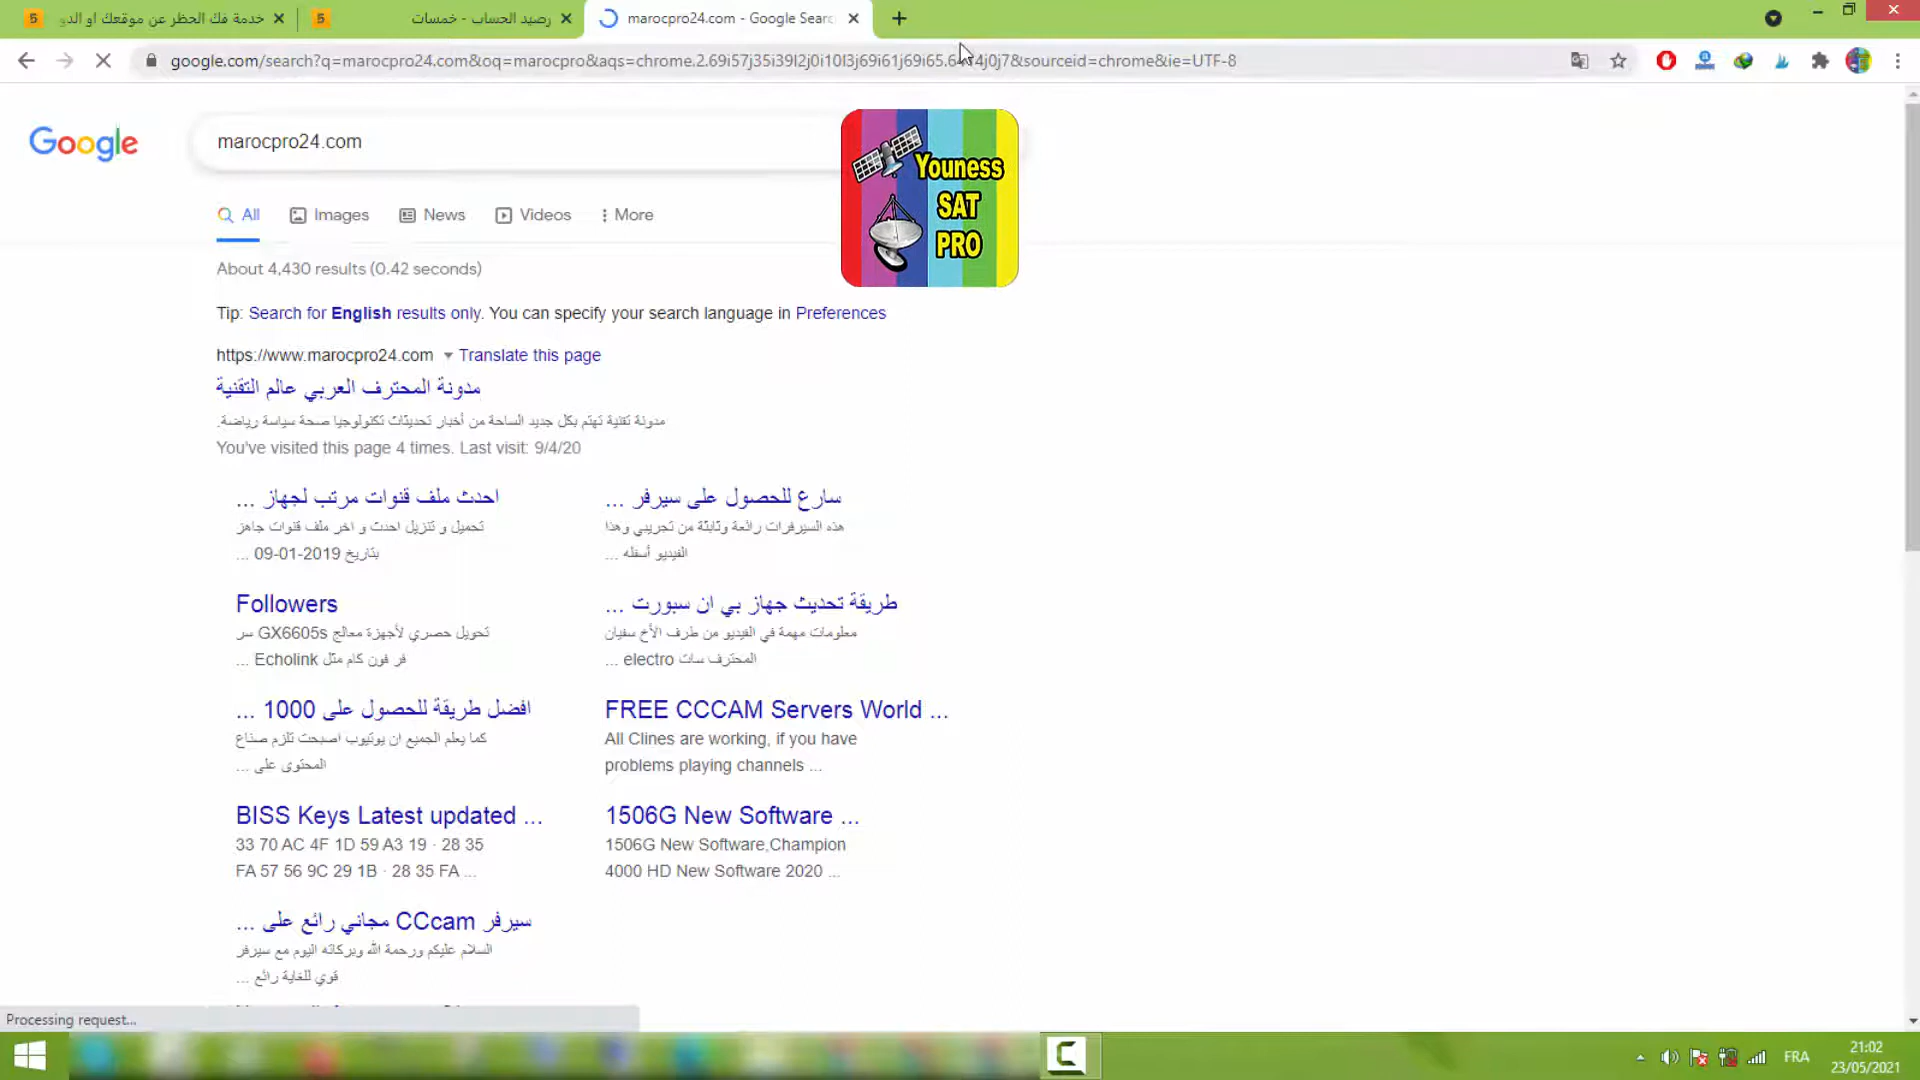 خدمة فك الحظر عن موقعك او الدو
رصيد الحساب - خمسات
marocpro24.com - Google Sear
google.com/search?q=marocpro24.com&oq=marocpro&aqs=chrome.2.69i57j35i39l2j0i10l3j69i61j69i65.6 4j0j7&sourceid=chrome&ie=UTF-8
Google
marocpro24.com
Youness
SAT
PRO
All
Images
News
Videos
More
About 4,430 results (0.42 seconds)
Tip: Search for English results only. You can specify your search language in Preferences
https://www.marocpro24.com Translate this page
مدونة المحترف العربي عالم التقنية
مدونة تقنية تهتم بكل جديد الساحة من أخبار تحديثات تكنولوجيا صحة سياسة رياضة.
You've visited this page 4 times. Last visit: 9/4/20
احدث ملف قنوات مرتب لجهاز ...
تحميل و تنزيل احدث و اخر ملف قنوات جاهز
بتاريخ 09-01-2019 ...
سارع للحصول على سيرفر ...
هذه السيرفرات رائعة وثابتة من تجريبي وهذا
الفيديو أسفله ...
Followers
تحويل حصري لأجهزة معالج GX6605s سر
فر فون كام مثل Echolink ...
طريقة تحديث جهاز بي ان سبورت ...
معلومات مهمة في الفيديو من طرف الأخ سفيان
المحترف سات electro ...
افضل طريقة للحصول على 1000 ...
كما يعلم الجميع ان يوتيوب اصبحت تلزم صناع
المحتوى على ...
FREE CCCAM Servers World ...
All Clines are working, if you have
problems playing channels ...
BISS Keys Latest updated ...
33 70 AC 4F 1D 59 A3 19 · 28 35
FA 57 56 9C 29 1B · 28 35 FA ...
1506G New Software ...
1506G New Software,Champion
4000 HD New Software 2020 ...
سيرفر CCcam مجاني رائع على ...
السلام عليكم ورحمة الله وبركاته اليوم مع سيرفر
قوي للغاية رائع ...
Processing request...
FRA
21:02
23/05/2021